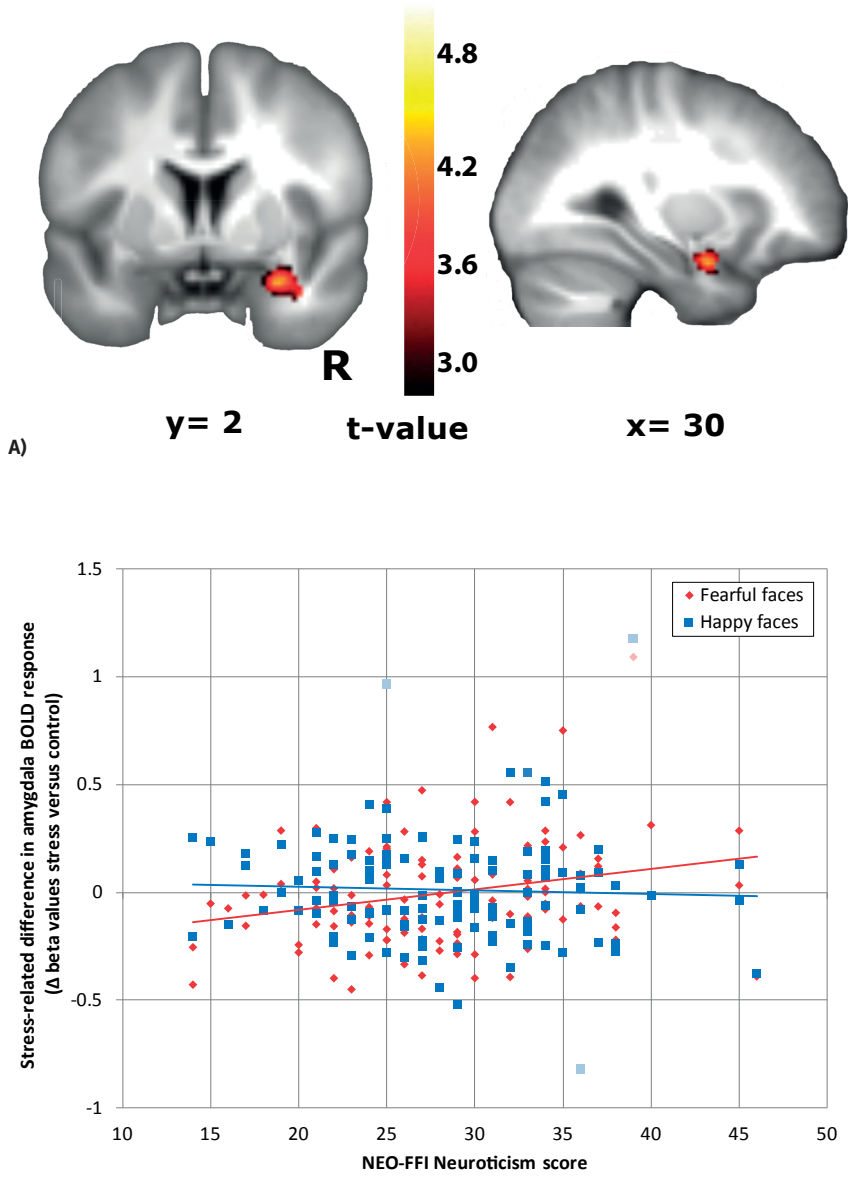 4.8
4.2
3.6
3.0
R
y= 2
t-value
x= 30
A)
Stress-related difference in amygdala BOLD response
(Δ beta values stress versus control)
1.5
1
0.5
0
-0.5
-1
Fearful faces
Happy faces
10 15 20 25 30 35 40 45 50
NEO-FFI Neuroticism score